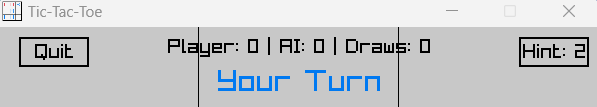 Tic-Tac-Toe
Quit
Player: 0 | AI: 0 | Draws: 0
Hint: 2
Your Turn